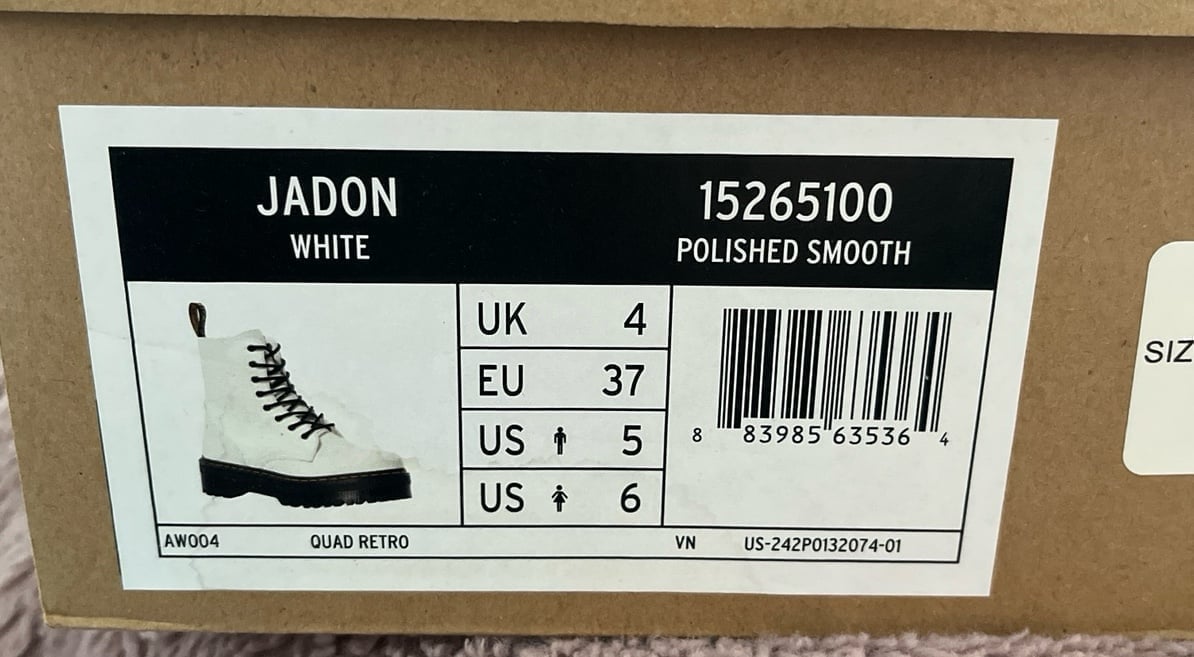 JADON
WHITE
15265100
POLISHED SMOOTH
UK 4
EU 37
US 5
US 6
8 83985 63536 4
AW004 QUAD RETRO VN US-242P0132074-01
SIZ